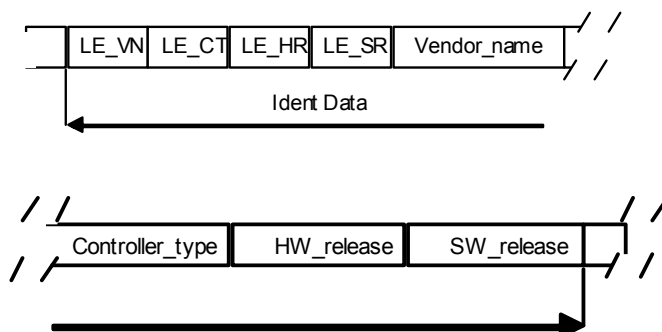 LE_VN LE_CT LE_HR LE_SR Vendor_name
Ident Data
Controller_type HW_release SW_release